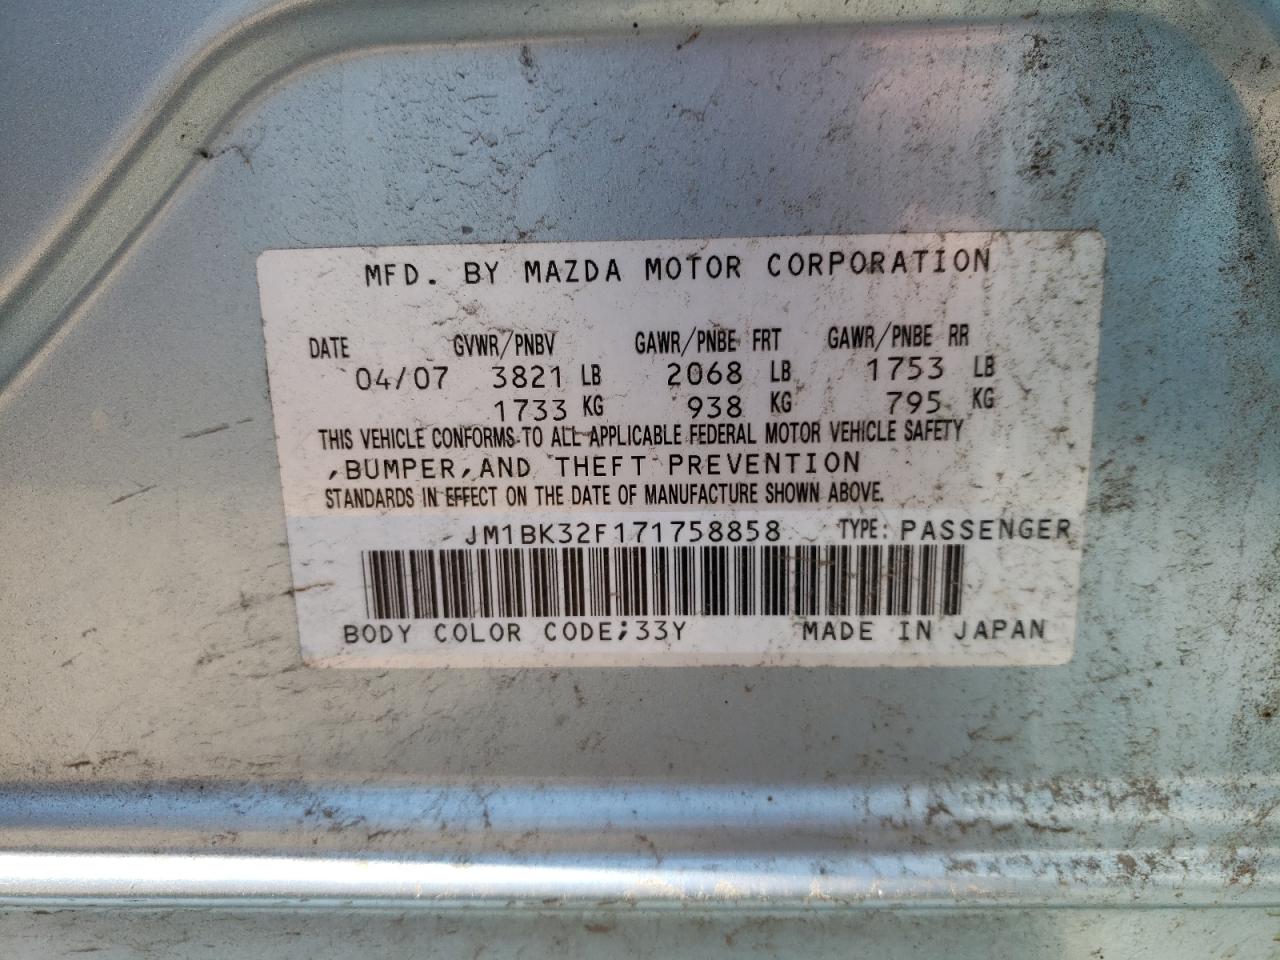 MFD. BY MAZDA MOTOR CORPORATION
DATE GVWR/PNBV GAWR/PNBE FRT GAWR/PNBE RR
04/07 3821 LB 2068 LB 1753 LB
1733 KG 938 KG 795 KG
THIS VEHICLE CONFORMS TO ALL APPLICABLE FEDERAL MOTOR VEHICLE SAFETY
,BUMPER,AND THEFT PREVENTION
STANDARDS IN EFFECT ON THE DATE OF MANUFACTURE SHOWN ABOVE.
JM1BK32F171758858 TYPE: PASSENGER
BODY COLOR CODE;33Y MADE IN JAPAN